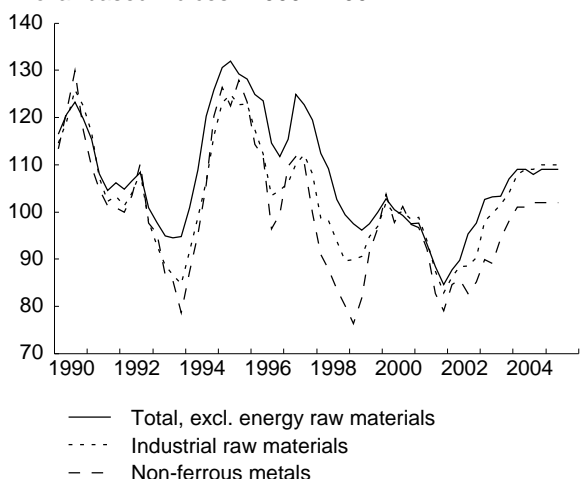 140
130
120
110
100
90
80
70
1990 1992 1994 1996 1998 2000 2002 2004
Total, excl. energy raw materials
Industrial raw materials
Non-ferrous metals